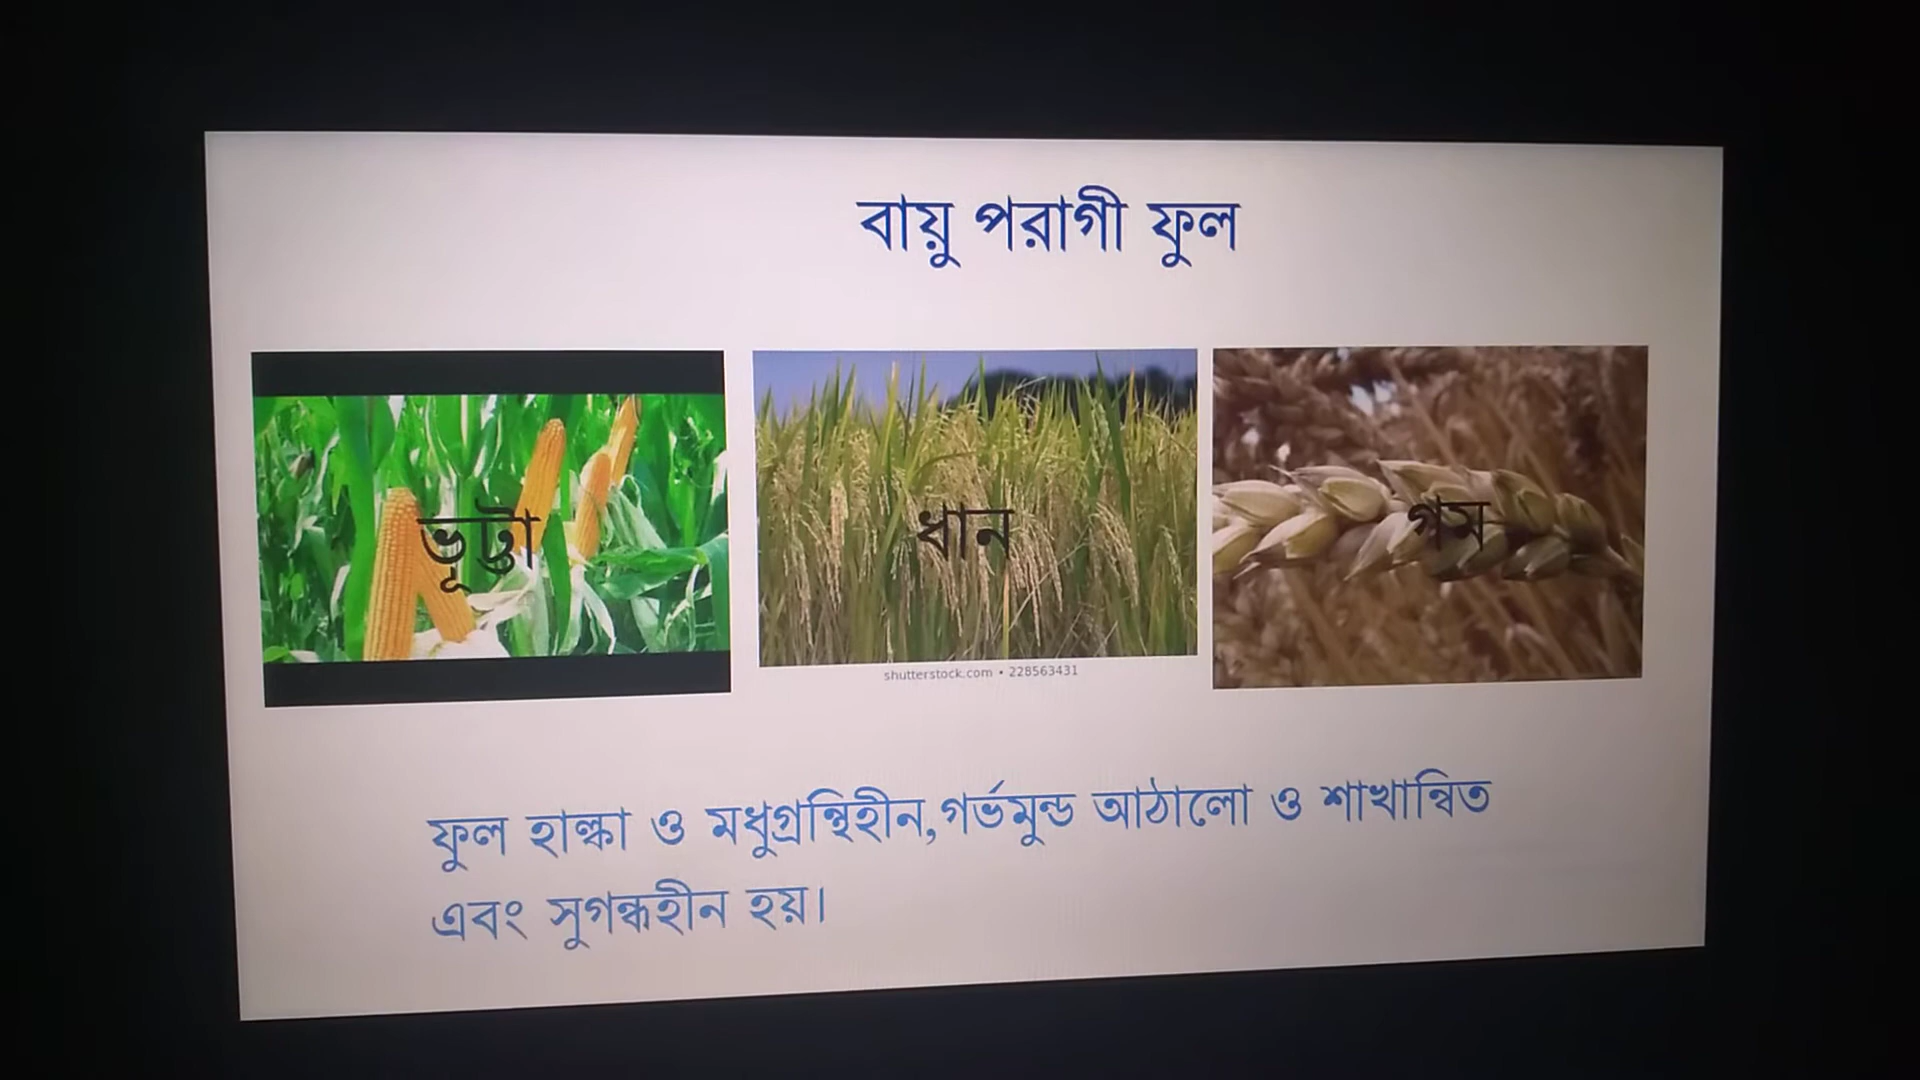 বায়ু পরাগী ফুল
ভূট্টা
ধান
গম
shutterstock.com • 228563431
ফুল হাল্কা ও মধুগ্রন্থিহীন,গর্ভমুন্ড আঠালো ও শাখান্বিত
এবং সুগন্ধহীন হয়।